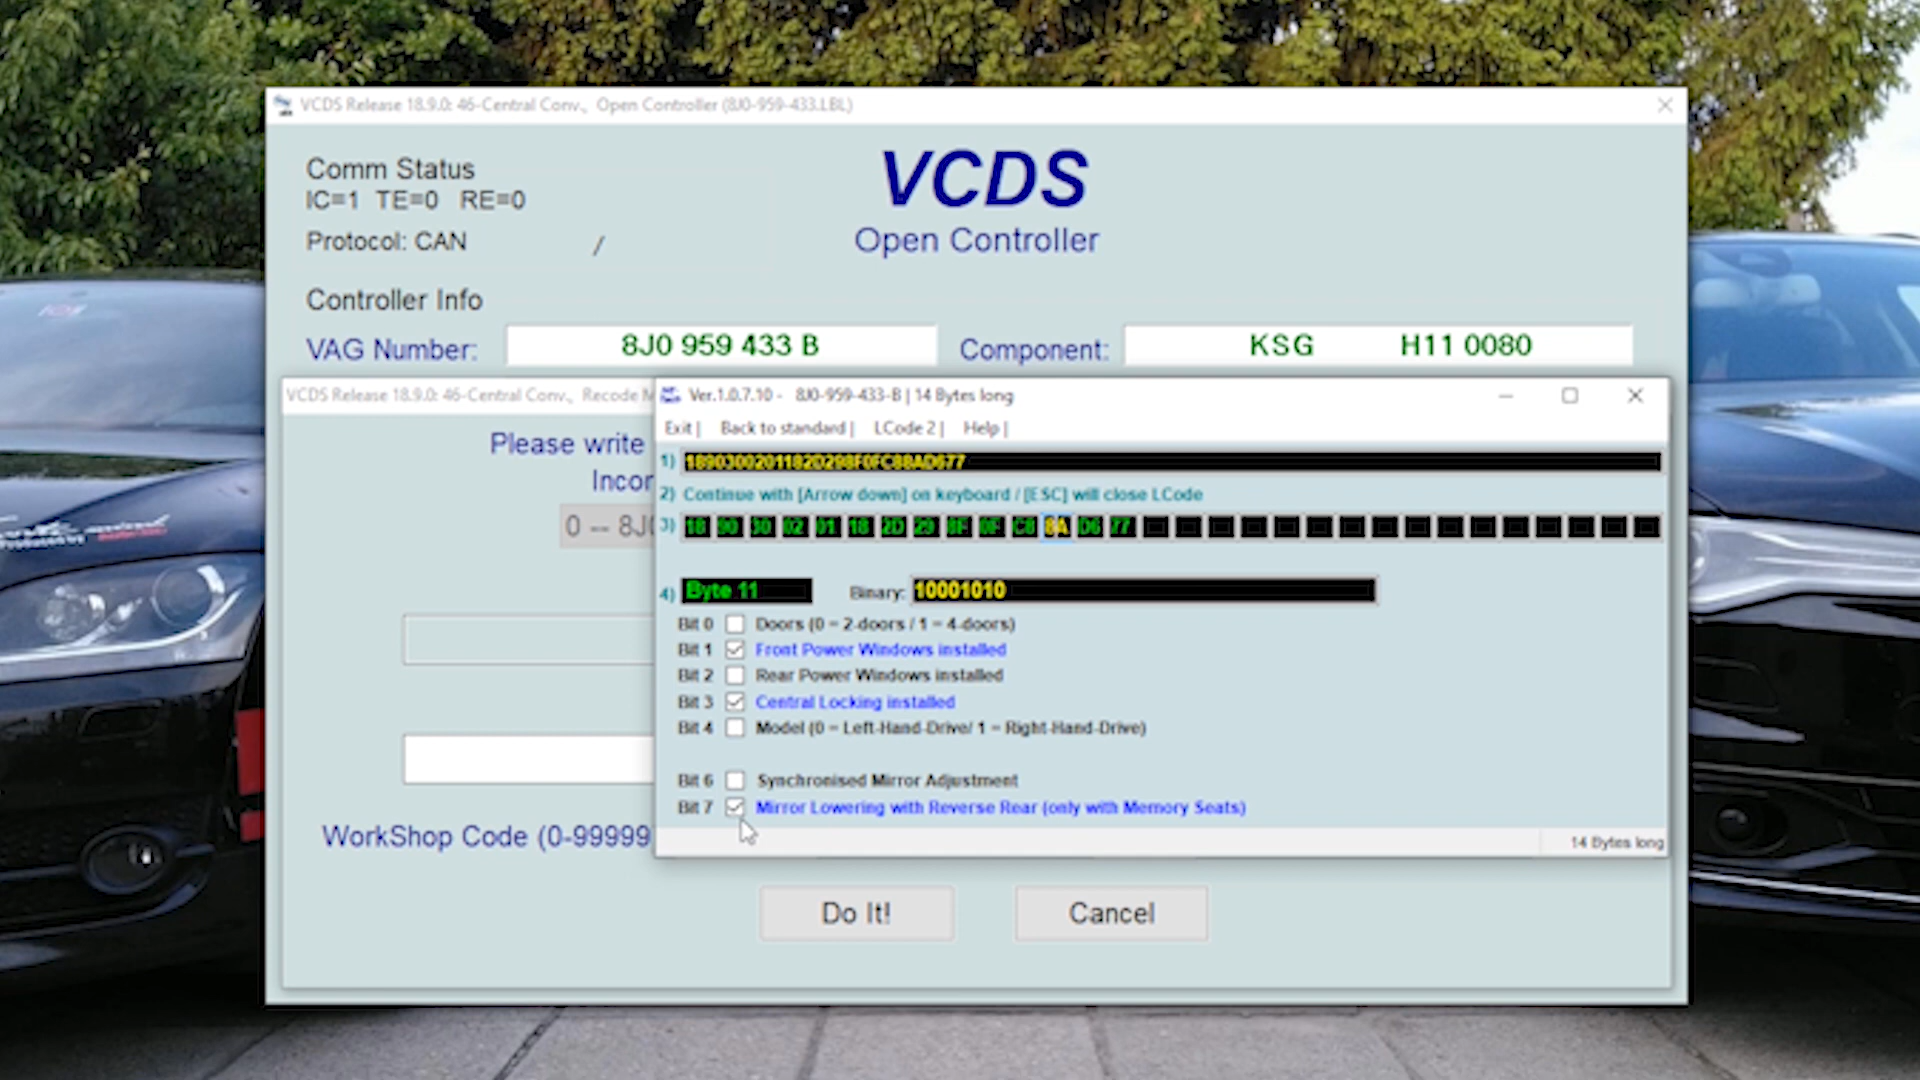 VCDS Release 18.9.0: 46-Central Conv., Open Controller (8J0-959-433.LBL)
Comm Status
IC=1 TE=0 RE=0
Protocol: CAN
/
VCDS
Open Controller
Controller Info
VAG Number:
8J0 959 433 B
Component:
KSG H11 0080
VCDS Release 18.9.0: 46-Central Conv., Recode M
Please write
Incor
0 -- 8J0
WorkShop Code (0-99999
Ver.1.0.7.10 - 8J0-959-433-B | 14 Bytes long
Exit | Back to standard | LCode 2 | Help |
1) 1890300201182D298F0FC88AD677
2) Continue with [Arrow down] on keyboard / [ESC] will close LCode
3) 18 90 30 02 01 18 2D 29 8F 0F C8 8A D6 77
4) Byte 11 Binary: 10001010
Bit 0 Doors (0 = 2-doors / 1 = 4-doors)
Bit 1 Front Power Windows installed
Bit 2 Rear Power Windows installed
Bit 3 Central Locking installed
Bit 4 Model (0 = Left-Hand-Drive/ 1 = Right-Hand-Drive)
Bit 6 Synchronised Mirror Adjustment
Bit 7 Mirror Lowering with Reverse Rear (only with Memory Seats)
14 Bytes long
Do It!
Cancel